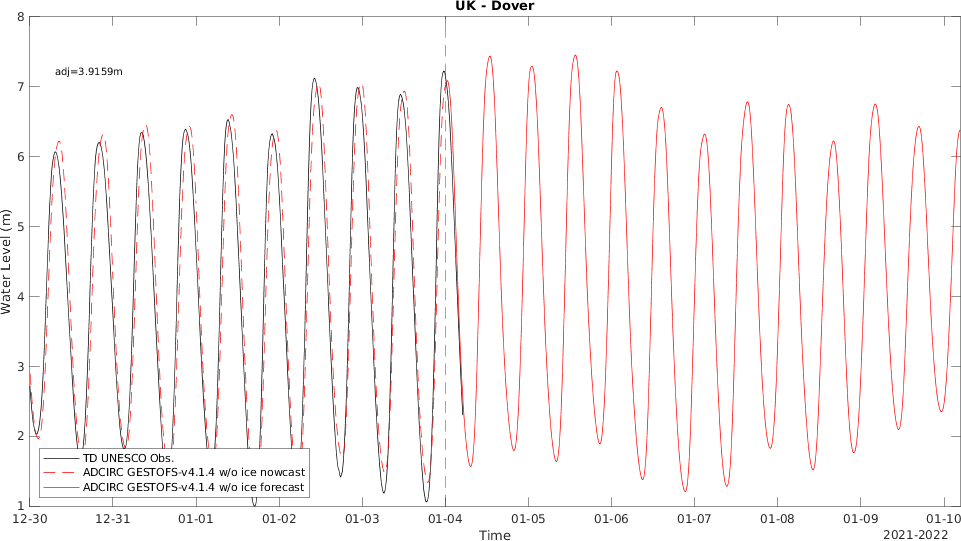 UK - Dover
8
adj=3.9159m
7
6
5
4
3
2
1
Water Level (m)
TD UNESCO Obs.
ADCIRC GESTOFS-v4.1.4 w/o ice nowcast
ADCIRC GESTOFS-v4.1.4 w/o ice forecast
12-30 12-31 01-01 01-02 01-03 01-04 01-05 01-06 01-07 01-08 01-09 01-10
Time
2021-2022